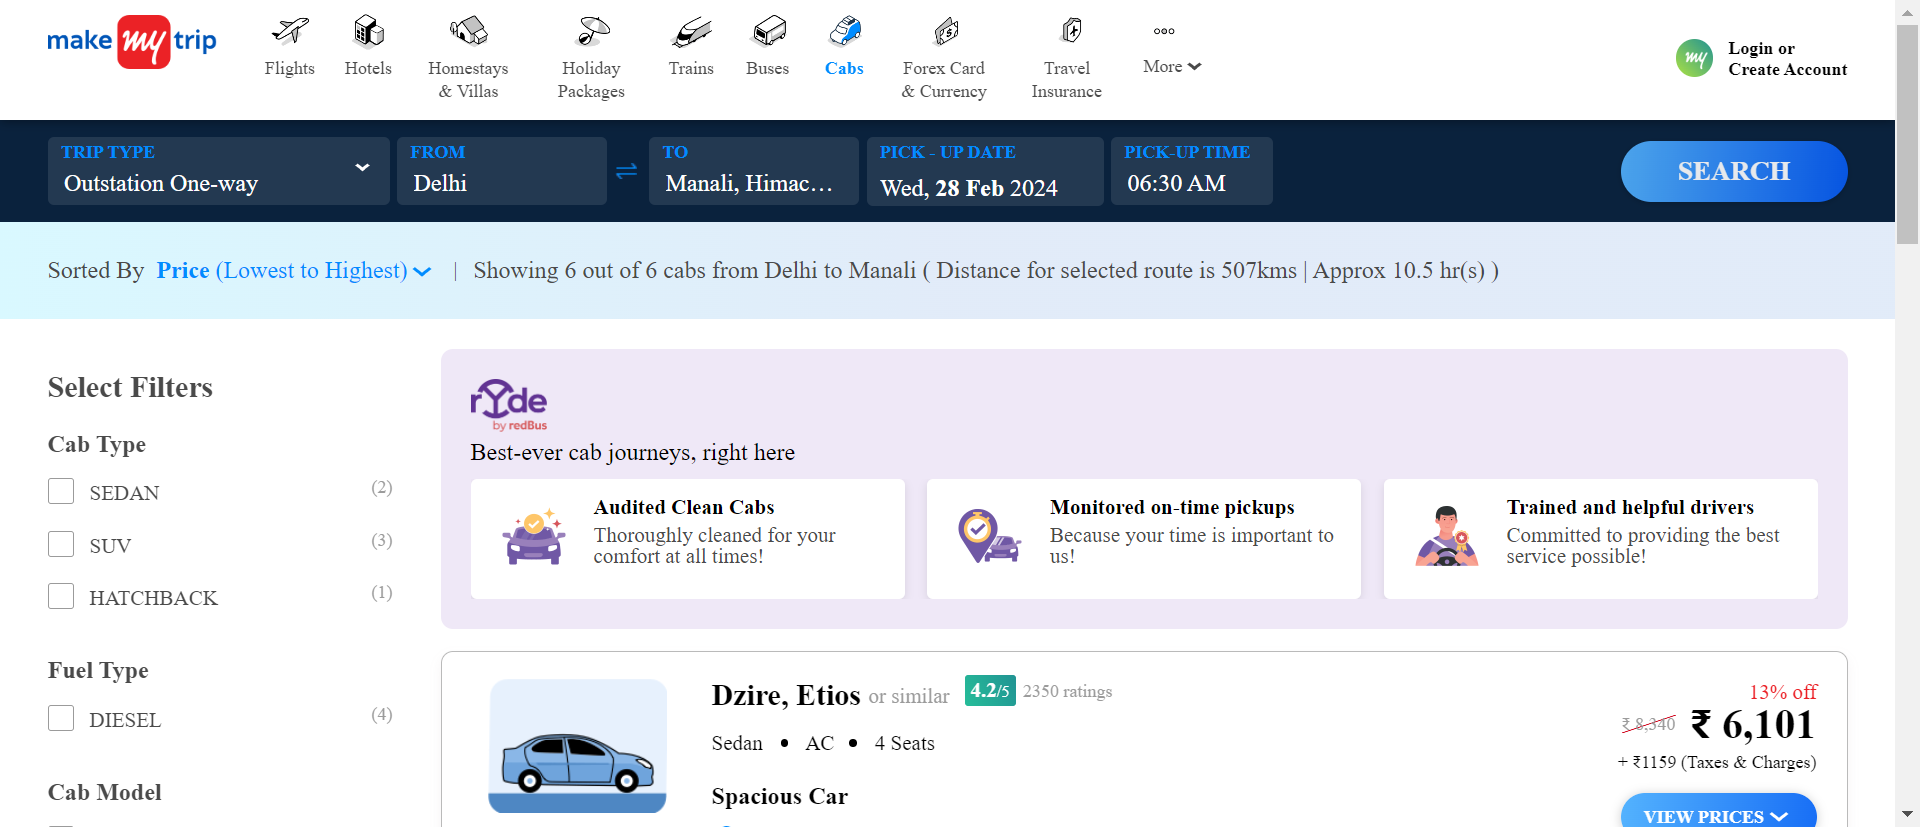 make my trip
Flights
Hotels
Homestays
& Villas
Holiday
Packages
Trains
Buses
Cabs
Forex Card
& Currency
Travel
Insurance
More
my
Login or
Create Account
TRIP TYPE
Outstation One-way
FROM
Delhi
TO
Manali, Himac...
PICK - UP DATE
Wed, 28 Feb 2024
PICK-UP TIME
06:30 AM
SEARCH
Sorted By Price (Lowest to Highest) | Showing 6 out of 6 cabs from Delhi to Manali ( Distance for selected route is 507kms | Approx 10.5 hr(s) )
Select Filters
Cab Type
SEDAN (2)
SUV (3)
HATCHBACK (1)
Fuel Type
DIESEL (4)
Cab Model
rYde
by redBus
Best-ever cab journeys, right here
Audited Clean Cabs
Thoroughly cleaned for your
comfort at all times!
Monitored on-time pickups
Because your time is important to
us!
Trained and helpful drivers
Committed to providing the best
service possible!
Dzire, Etios or similar 4.2/5 2350 ratings
Sedan • AC • 4 Seats
Spacious Car
13% off
₹ 8,340 ₹ 6,101
+ ₹1159 (Taxes & Charges)
VIEW PRICES